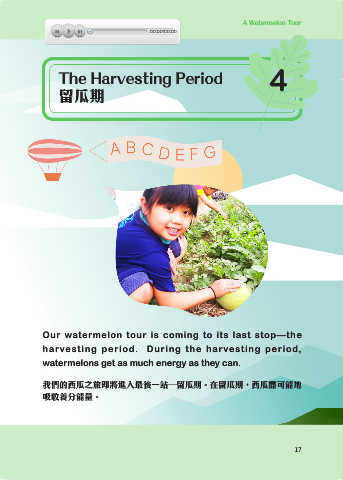 A Watermelon Tour
The Harvesting Period
留瓜期
4
ABCDEFG
Our watermelon tour is coming to its last stop—the
harvesting period. During the harvesting period,
watermelons get as much energy as they can.
我們的西瓜之旅即將進入最後一站─留瓜期。在留瓜期，西瓜盡可能地
吸收養分能量。
17